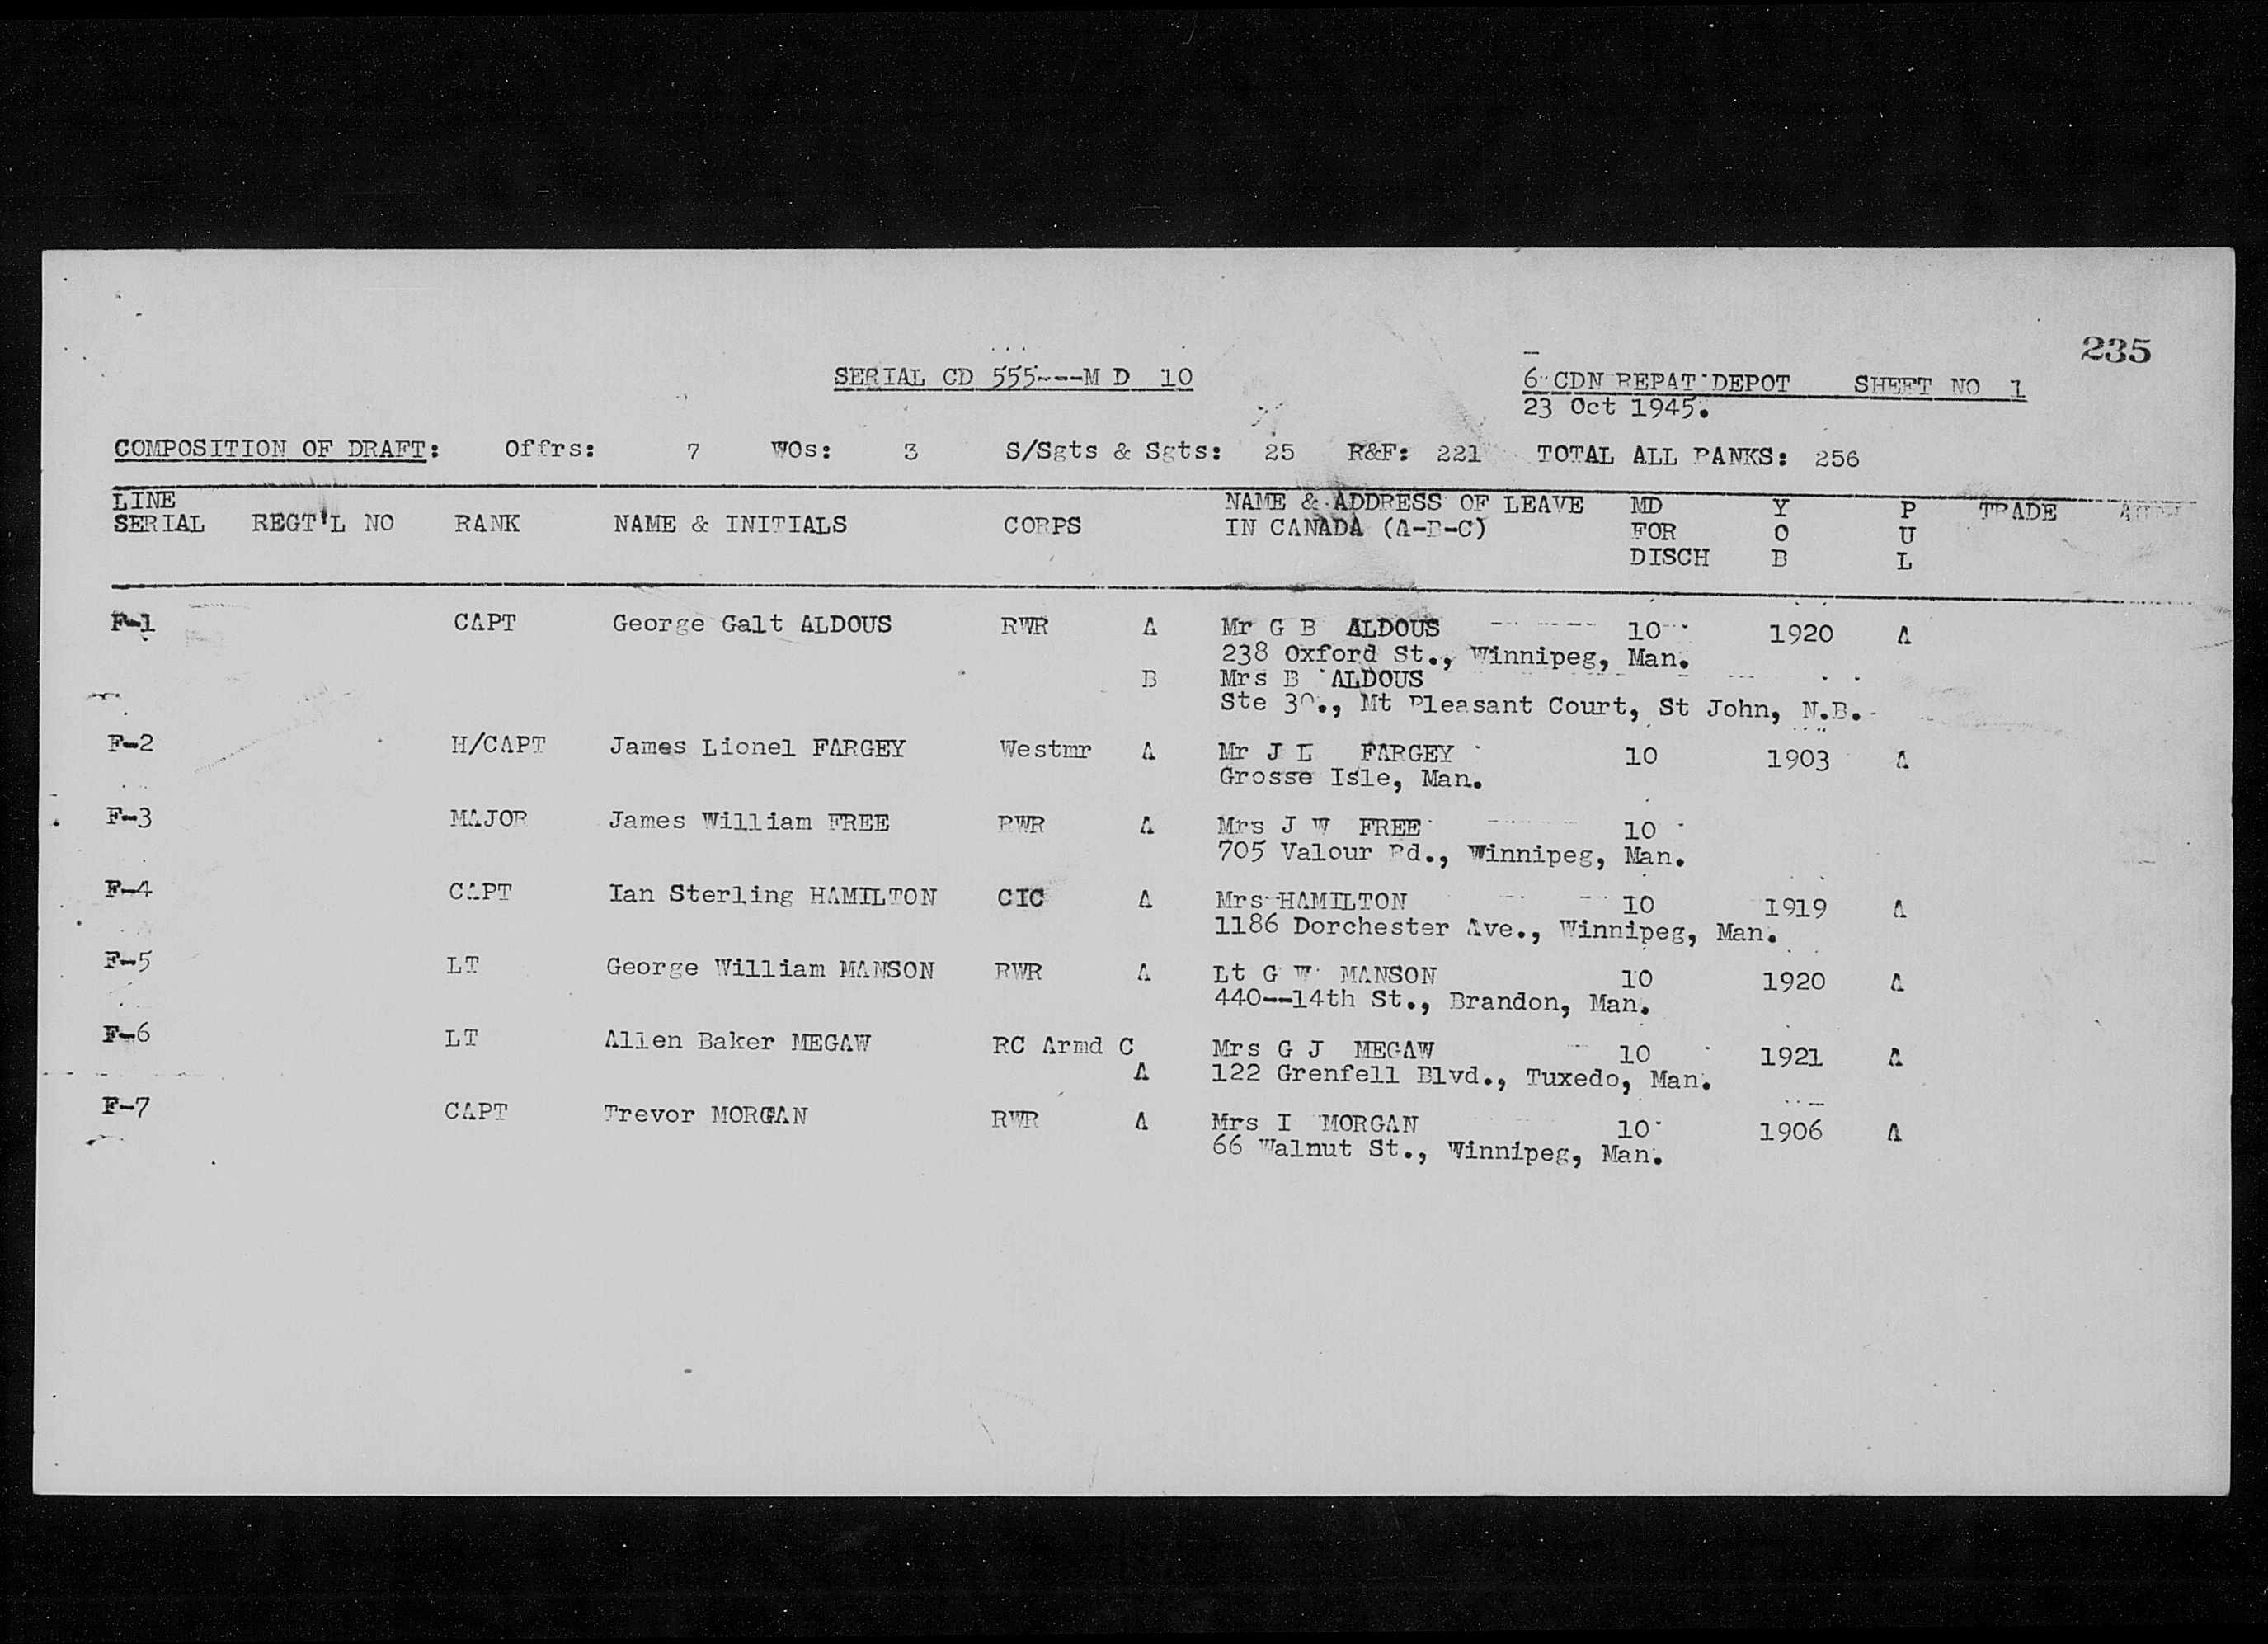 235
SERIAL CD 555---M D 10
6 CDN REPAT DEPOT SHEET NO 1
23 Oct 1945.
COMPOSITION OF DRAFT: Offrs: 7 WOs: 3 S/Sgts & Sgts: 25 R&F: 221 TOTAL ALL RANKS: 256
LINE SERIAL REGT'L NO RANK NAME & INITIALS CORPS NAME & ADDRESS OF LEAVE IN CANADA (A-B-C) MD FOR DISCH Y O B P U L TRADE
F-1 CAPT George Galt ALDOUS RWR A Mr G B ALDOUS 10 1920 A
238 Oxford St., Winnipeg, Man.
B Mrs B ALDOUS
Ste, Mt Pleasant Court, St John, N.B.
F-2 H/CAPT James Lionel FARGEY Westmr A Mr J L FARGEY 10 1903 A
Grosse Isle, Man.
F-3 MAJOR James William FREE RWR A Mrs J W FREE 10
705 Valour Rd., Winnipeg, Man.
F-4 CAPT Ian Sterling HAMILTON CIC A Mrs HAMILTON 10 1919 A
1186 Dorchester Ave., Winnipeg, Man.
F-5 LT George William MANSON RWR A Lt G W MANSON 10 1920 A
440--14th St., Brandon, Man.
F-6 LT Allen Baker MEGAW RC Armd C Mrs G J MEGAW 10 1921 A
A 122 Grenfell Blvd., Tuxedo, Man.
F-7 CAPT Trevor MORGAN RWR A Mrs I MORGAN 10 1906 A
66 Walnut St., Winnipeg, Man.